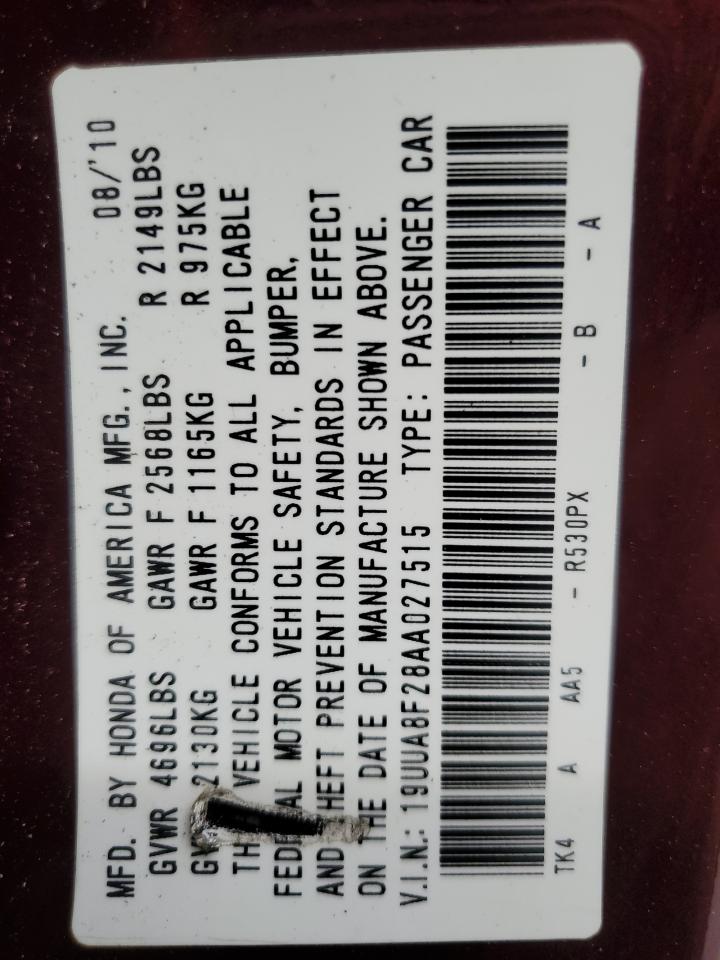 MFD. BY HONDA OF AMERICA MFG., INC. 08/'10
GVWR 4696LBS GAWR F 2568LBS R 2149LBS
2130KG GAWR F 1165KG R 975KG
VEHICLE CONFORMS TO ALL APPLICABLE
MOTOR VEHICLE SAFETY, BUMPER,
AND PREVENTION STANDARDS IN EFFECT
ON THE DATE OF MANUFACTURE SHOWN ABOVE.
V.I.N.: 19UUA8F28AA027515 TYPE: PASSENGER CAR
TK4 A AA5 - R530PX - B - A